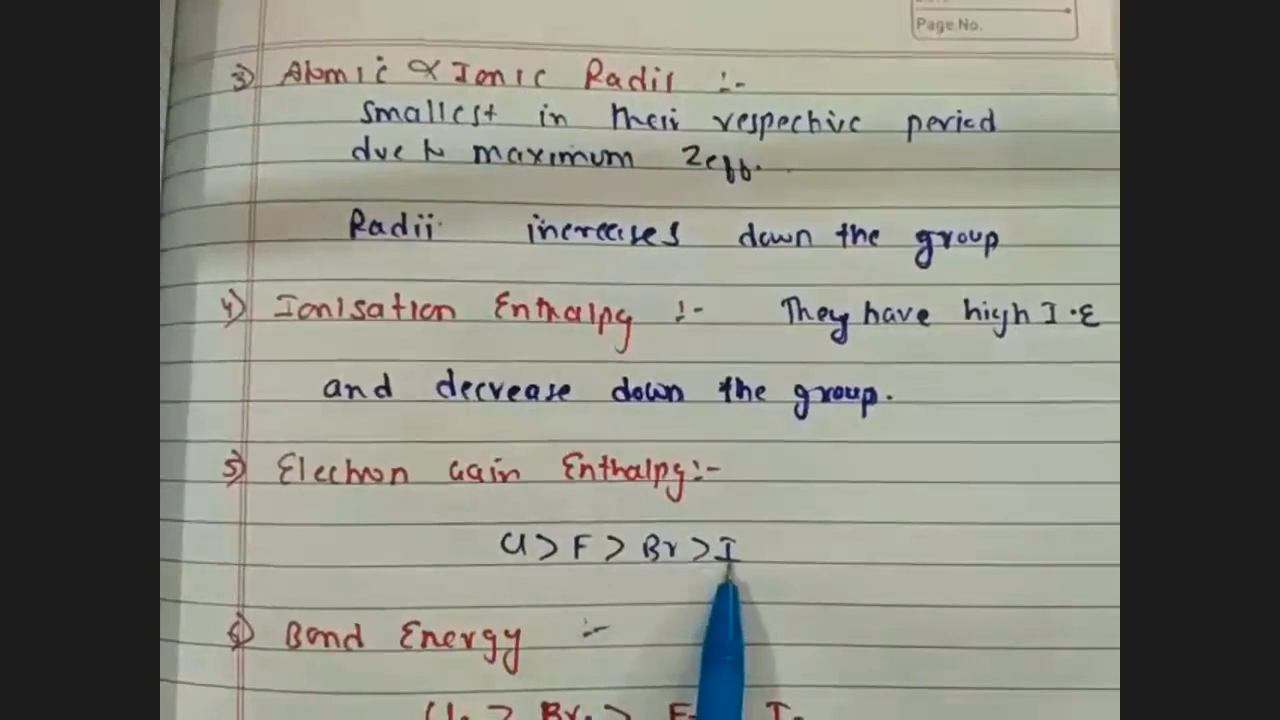 Page No.
3) Atomic & Ionic Radii :-
smallest in their respective period
due to maximum Zeff.
Radii increases down the group
4) Ionisation Enthalpy :- They have high I.E
and decrease down the group.
5) Electron Gain Enthalpy:-
Cl > F > Br > I
6) Bond Energy :-